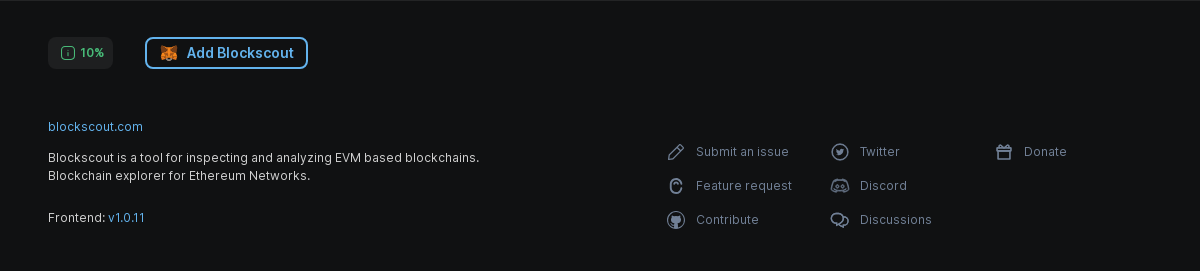 10%
Add Blockscout
blockscout.com
Blockscout is a tool for inspecting and analyzing EVM based blockchains.
Blockchain explorer for Ethereum Networks.
Frontend: v1.0.11
Submit an issue
Feature request
Contribute
Twitter
Discord
Discussions
Donate